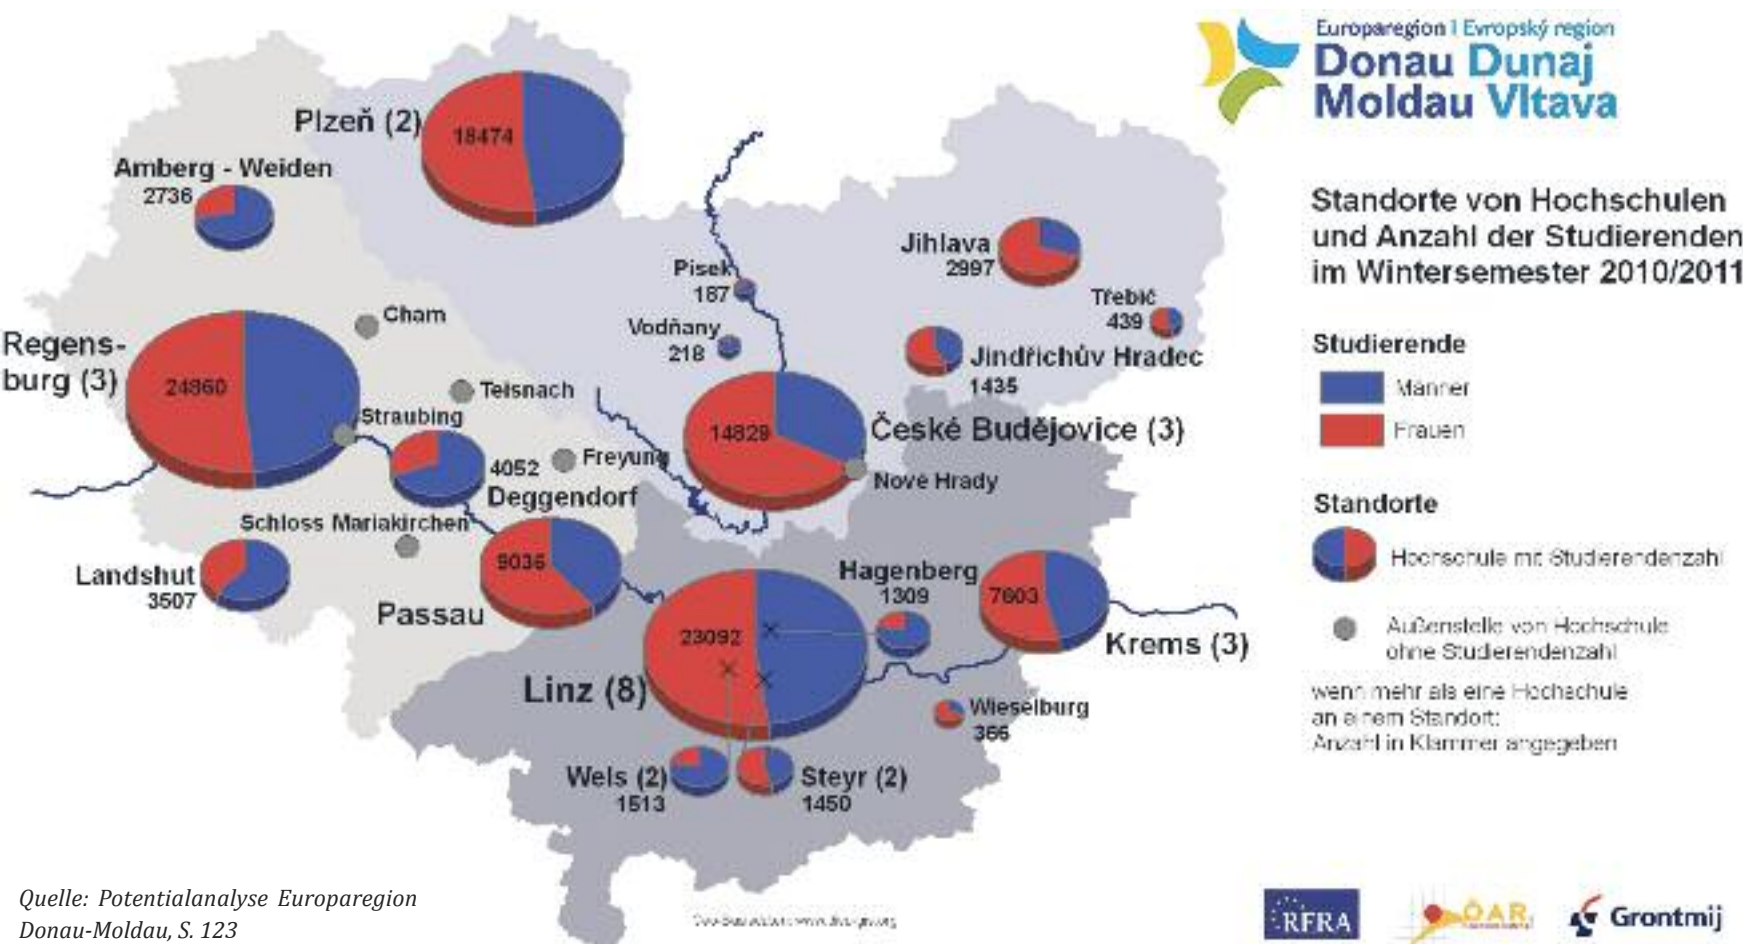 Europaregion I Evropský region
Donau Dunaj
Moldau Vltava
Standorte von Hochschulen
und Anzahl der Studierenden
im Wintersemester 2010/2011
Studierende
Männer
Frauen
Standorte
Hochschule mit Studierendenzahl
Außenstelle von Hochschule
ohne Studierendenzahl
wenn mehr als eine Hochschule
an einem Standort:
Anzahl in Klammer angegeben
Plzeň (2)
18474
Amberg - Weiden
2736
Jihlava
2997
Pisek
187
Třebíč
439
Vodňany
218
Cham
Regens-
burg (3)
24860
Jindřichův Hradec
1435
Teisnach
Straubing
14829
České Budějovice (3)
4052
Deggendorf
Freyung
Nové Hrady
Schloss Mariakirchen
Landshut
3507
9036
Passau
Hagenberg
1309
7603
Krems (3)
23092
Linz (8)
Wieselburg
366
Wels (2)
1513
Steyr (2)
1450
Quelle: Potentialanalyse Europaregion
Donau-Moldau, S. 123
RFRA
ÖAR
Grontmij